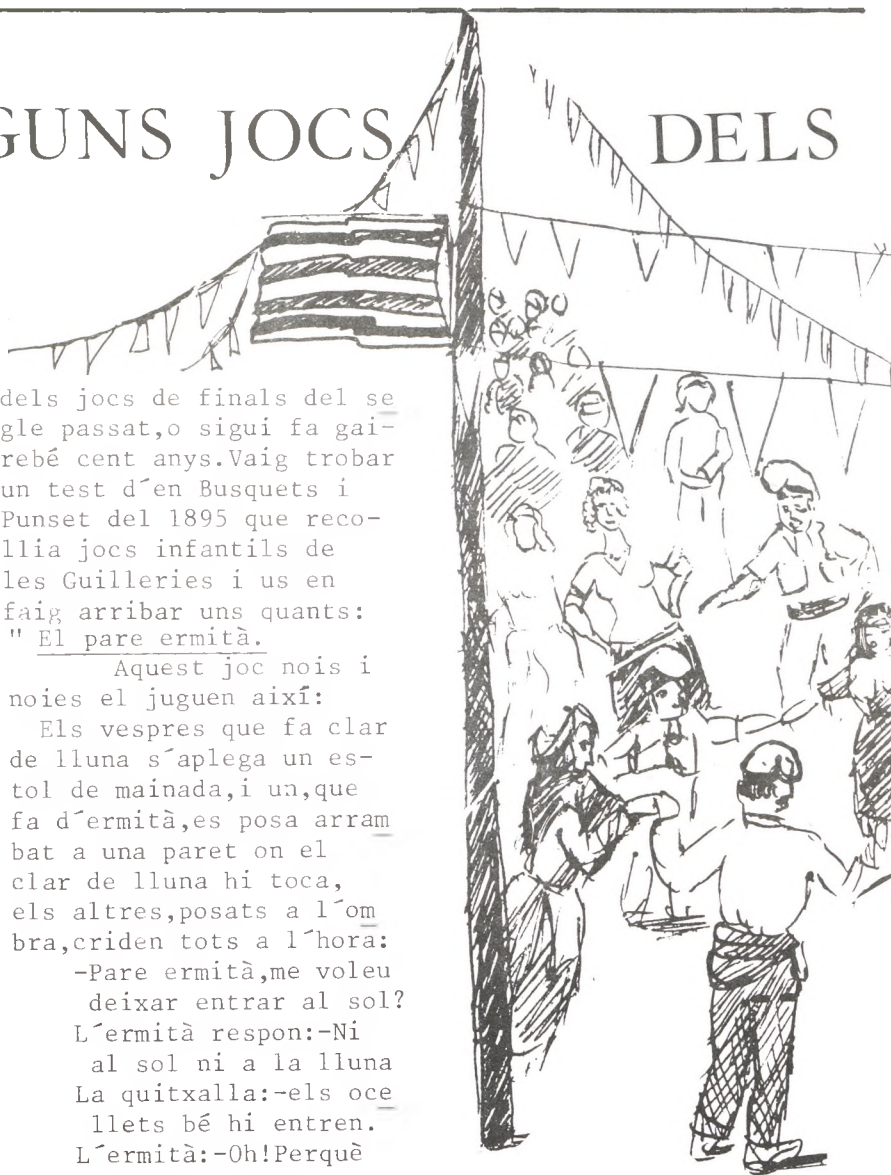 GUNS JOCS DELS
dels jocs de finals del se
gle passat,o sigui fa gai-
rebé cent anys.Vaig trobar
un test d´en Busquets i
Punset del 1895 que reco-
llia jocs infantils de
les Guilleries i us en
faig arribar uns quants:
" El pare ermità.
Aquest joc nois i
noies el juguen així:
Els vespres que fa clar
de lluna s´aplega un es-
tol de mainada,i un,que
fa d´ermità,es posa arram
bat a una paret on el
clar de lluna hi toca,
els altres,posats a l´om
bra,criden tots a l´hora:
-Pare ermità,me voleu
deixar entrar al sol?
L´ermità respon:-Ni
al sol ni a la lluna
La quitxalla:-els oce
llets bé hi entren.
L´ermità:-Oh!Perquè